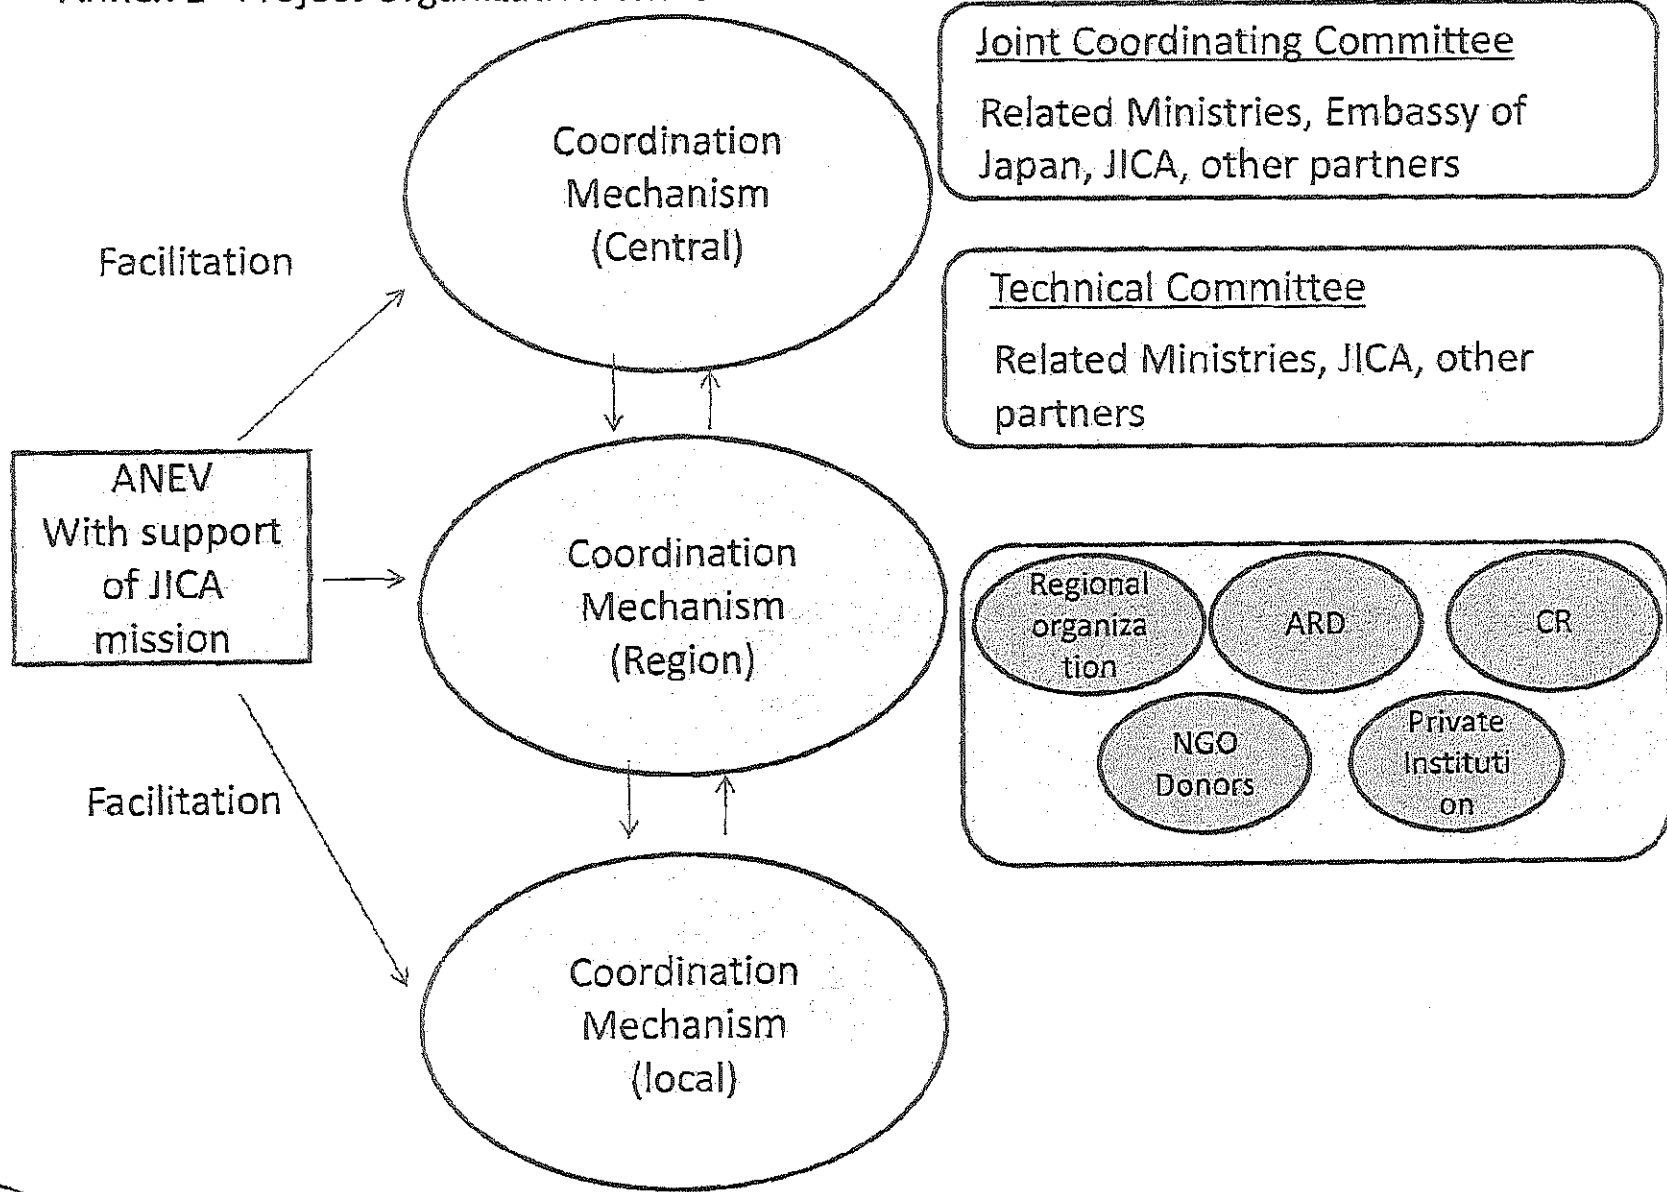 Joint Coordinating Committee
Related Ministries, Embassy of
Japan, JICA, other partners
Coordination
Mechanism
(Central)
Facilitation
Technical Committee
Related Ministries, JICA, other
partners
ANEV
With support
of JICA
mission
Coordination
Mechanism
(Region)
Regional
organiza
tion
ARD
CR
NGO
Donors
Private
Instituti
on
Facilitation
Coordination
Mechanism
(local)